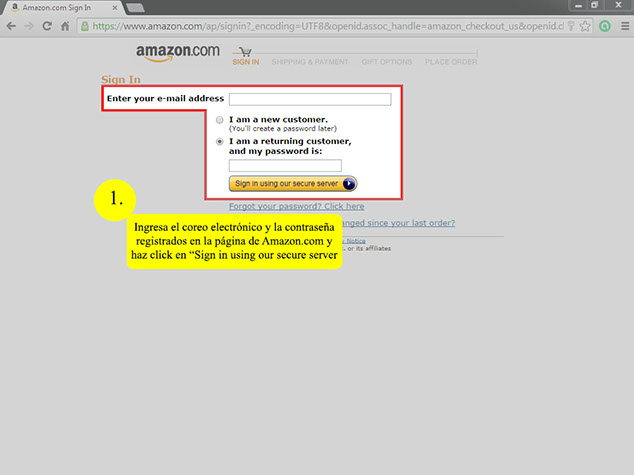 Amazon.com Sign In
https://www.amazon.com/ap/signin?_encoding=UTF8&openid.assoc_handle=amazon_checkout_us&openid.cl
amazon.com
SIGN IN SHIPPING & PAYMENT GIFT OPTIONS PLACE ORDER
Sign In
Enter your e-mail address
I am a new customer.
(You'll create a password later)
I am a returning customer,
and my password is:
Sign in using our secure server
Forgot your password? Click here
anged since your last order?
y Notice
, or its affiliates
1.
Ingresa el coreo electrónico y la contraseña
registrados en la página de Amazon.com y
haz click en “Sign in using our secure server